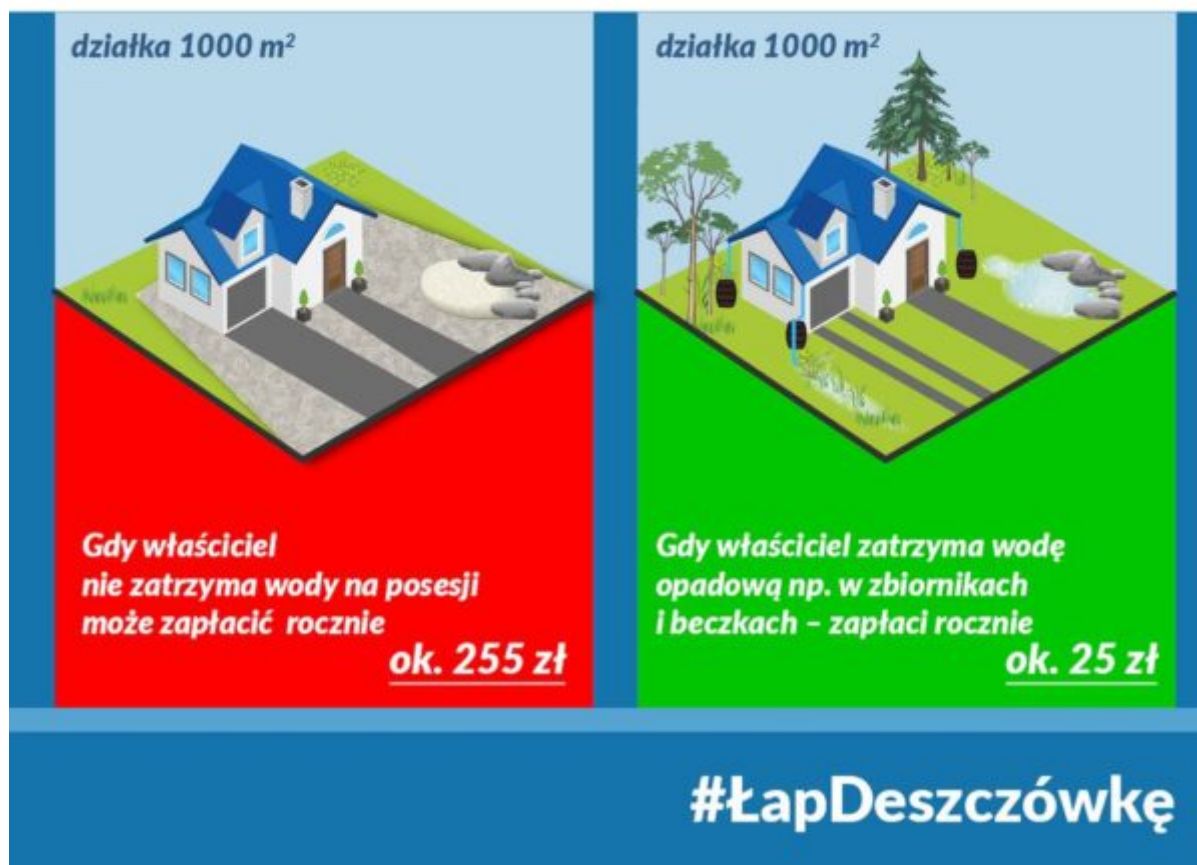 działka 1000 m²
Gdy właściciel
nie zatrzyma wody na posesji
może zapłacić rocznie
ok. 255 zł
działka 1000 m²
Gdy właściciel zatrzyma wodę
opadową np. w zbiornikach
i beczkach – zapłaci rocznie
ok. 25 zł
#ŁapDeszczówkę